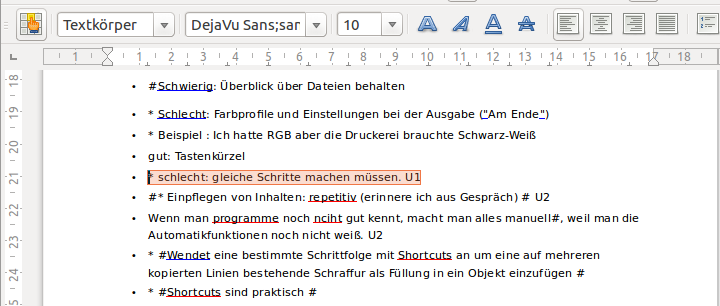 Textkörper DejaVu Sans;sar 10 A A A
1 1 2 3 4 5 6 7 8 9 10 11 12 13 14 15 16 17 18
18
19
20
21
22
23
24
• #Schwierig: Überblick über Dateien behalten
• * Schlecht: Farbprofile und Einstellungen bei der Ausgabe ("Am Ende")
• * Beispiel : Ich hatte RGB aber die Druckerei brauchte Schwarz-Weiß
• gut: Tastenkürzel
• * schlecht: gleiche Schritte machen müssen. U1
• #* Einpflegen von Inhalten: repetitiv (erinnere ich aus Gespräch) # U2
• Wenn man programme noch nciht gut kennt, macht man alles manuell#, weil man die
Automatikfunktionen noch nicht weiß. U2
• * #Wendet eine bestimmte Schrittfolge mit Shortcuts an um eine auf mehreren
kopierten Linien bestehende Schraffur als Füllung in ein Objekt einzufügen #
• * #Shortcuts sind praktisch #